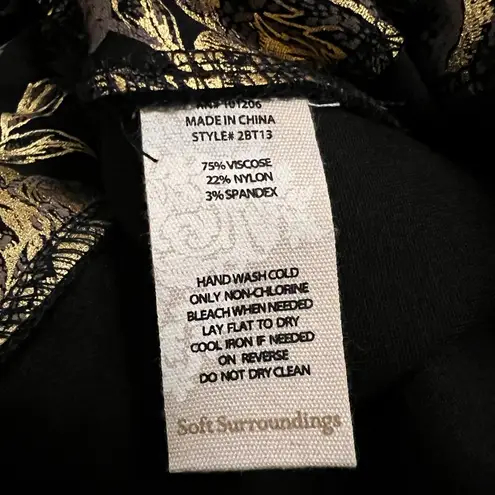 RN# 101206
MADE IN CHINA
STYLE# 2BT13
75% VISCOSE
22% NYLON
3% SPANDEX
HAND WASH COLD
ONLY NON-CHLORINE
BLEACH WHEN NEEDED
LAY FLAT TO DRY
COOL IRON IF NEEDED
ON REVERSE
DO NOT DRY CLEAN
Soft Surroundings